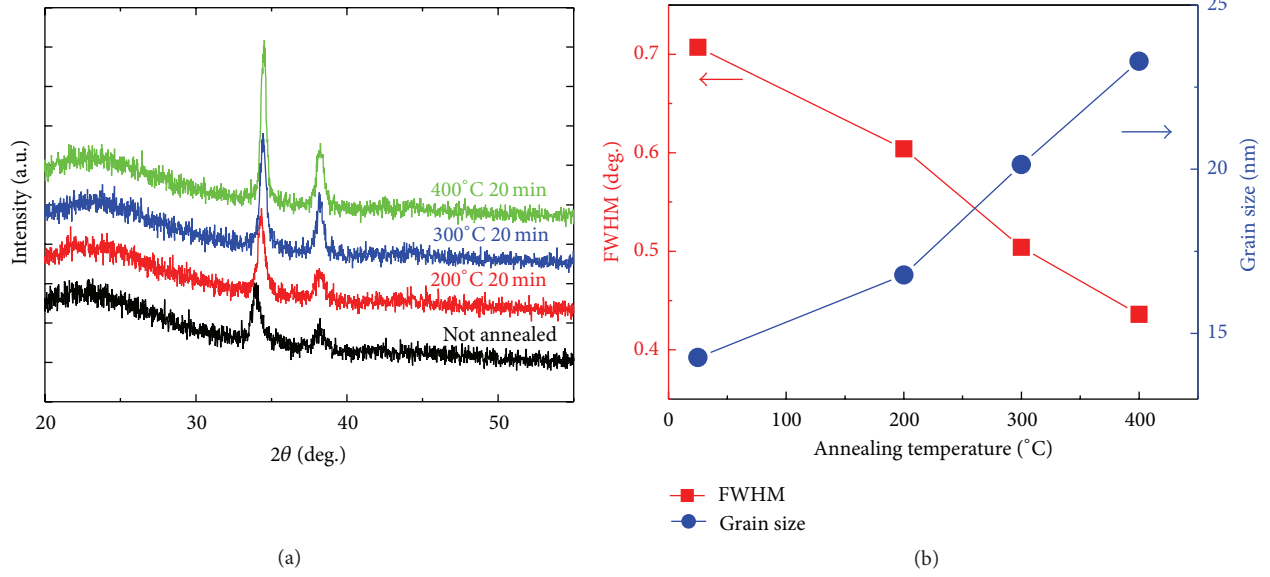 Intensity (a.u.)
400°C 20 min
300°C 20 min
200°C 20 min
Not annealed
20 30 40 50
2θ (deg.)
(a)
FWHM (deg.)
0.7
0.6
0.5
0.4
25
20
15
Grain size (nm)
0 100 200 300 400
Annealing temperature (°C)
FWHM
Grain size
(b)